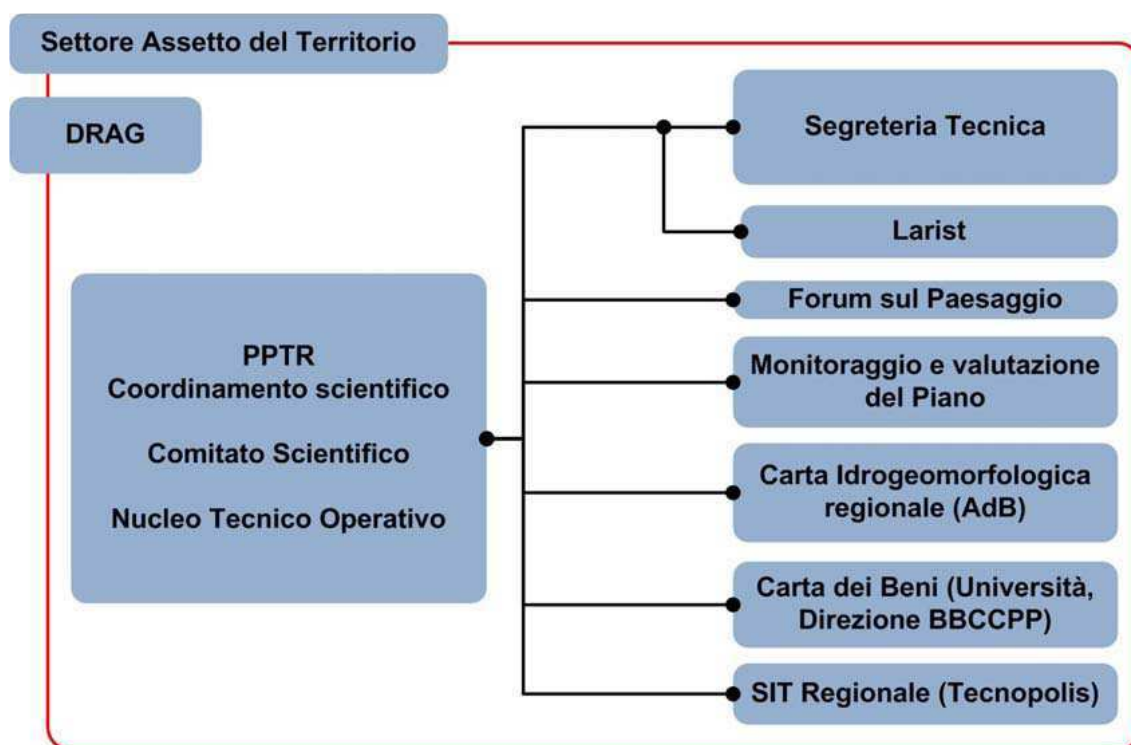 Settore Assetto del Territorio
DRAG
PPTR
Coordinamento scientifico
Comitato Scientifico
Nucleo Tecnico Operativo
Segreteria Tecnica
Larist
Forum sul Paesaggio
Monitoraggio e valutazione
del Piano
Carta Idrogeomorfologica
regionale (AdB)
Carta dei Beni (Università,
Direzione BBCCPP)
SIT Regionale (Tecnopolis)